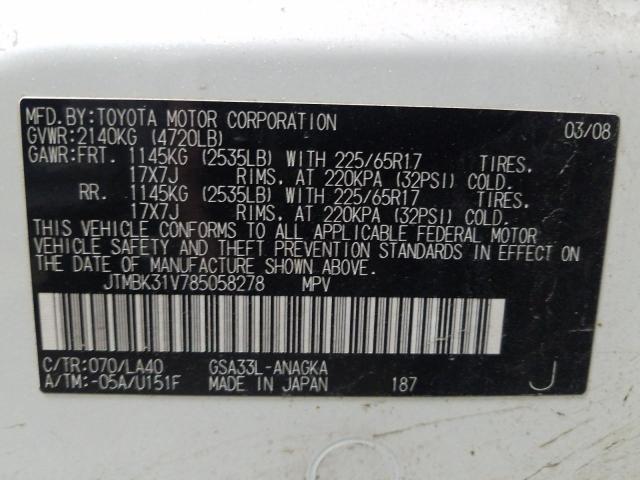 MFD.BY:TOYOTA MOTOR CORPORATION 03/08
GVWR:2140KG (4720LB)
GAWR:FRT. 1145KG (2535LB) WITH 225/65R17 TIRES.
17X7J RIMS. AT 220KPA (32PSI) COLD.
RR. 1145KG (2535LB) WITH 225/65R17 TIRES.
17X7J RIMS. AT 220KPA (32PSI) COLD.
THIS VEHICLE CONFORMS TO ALL APPLICABLE FEDERAL MOTOR
VEHICLE SAFETY AND THEFT PREVENTION STANDARDS IN EFFECT ON
THE DATE OF MANUFACTURE SHOWN ABOVE.
JTMBK31V785058278 MPV
C/TR:070/LA40 GSA33L-ANAGKA
A/TM:-05A/U151F MADE IN JAPAN 187 J